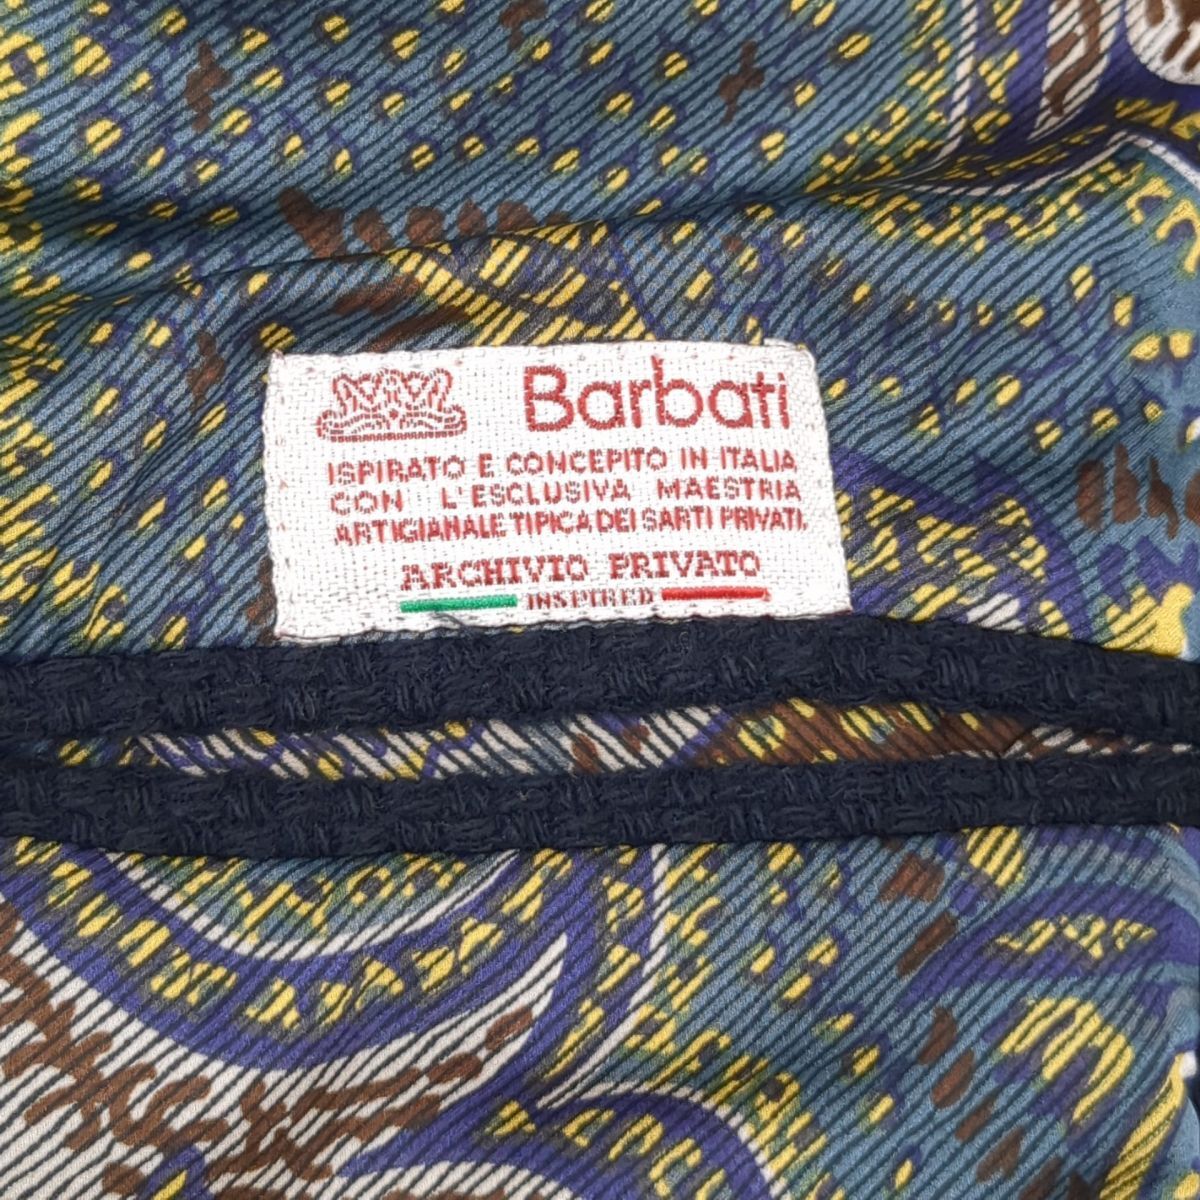 Barbati
ISPIRATO E CONCEPITO IN ITALIA
CON L'ESCLUSIVA MAESTRIA
ARTIGIANALE TIPICA DEI SARTI PRIVATI.
ARCHIVIO PRIVATO
INSPIRED